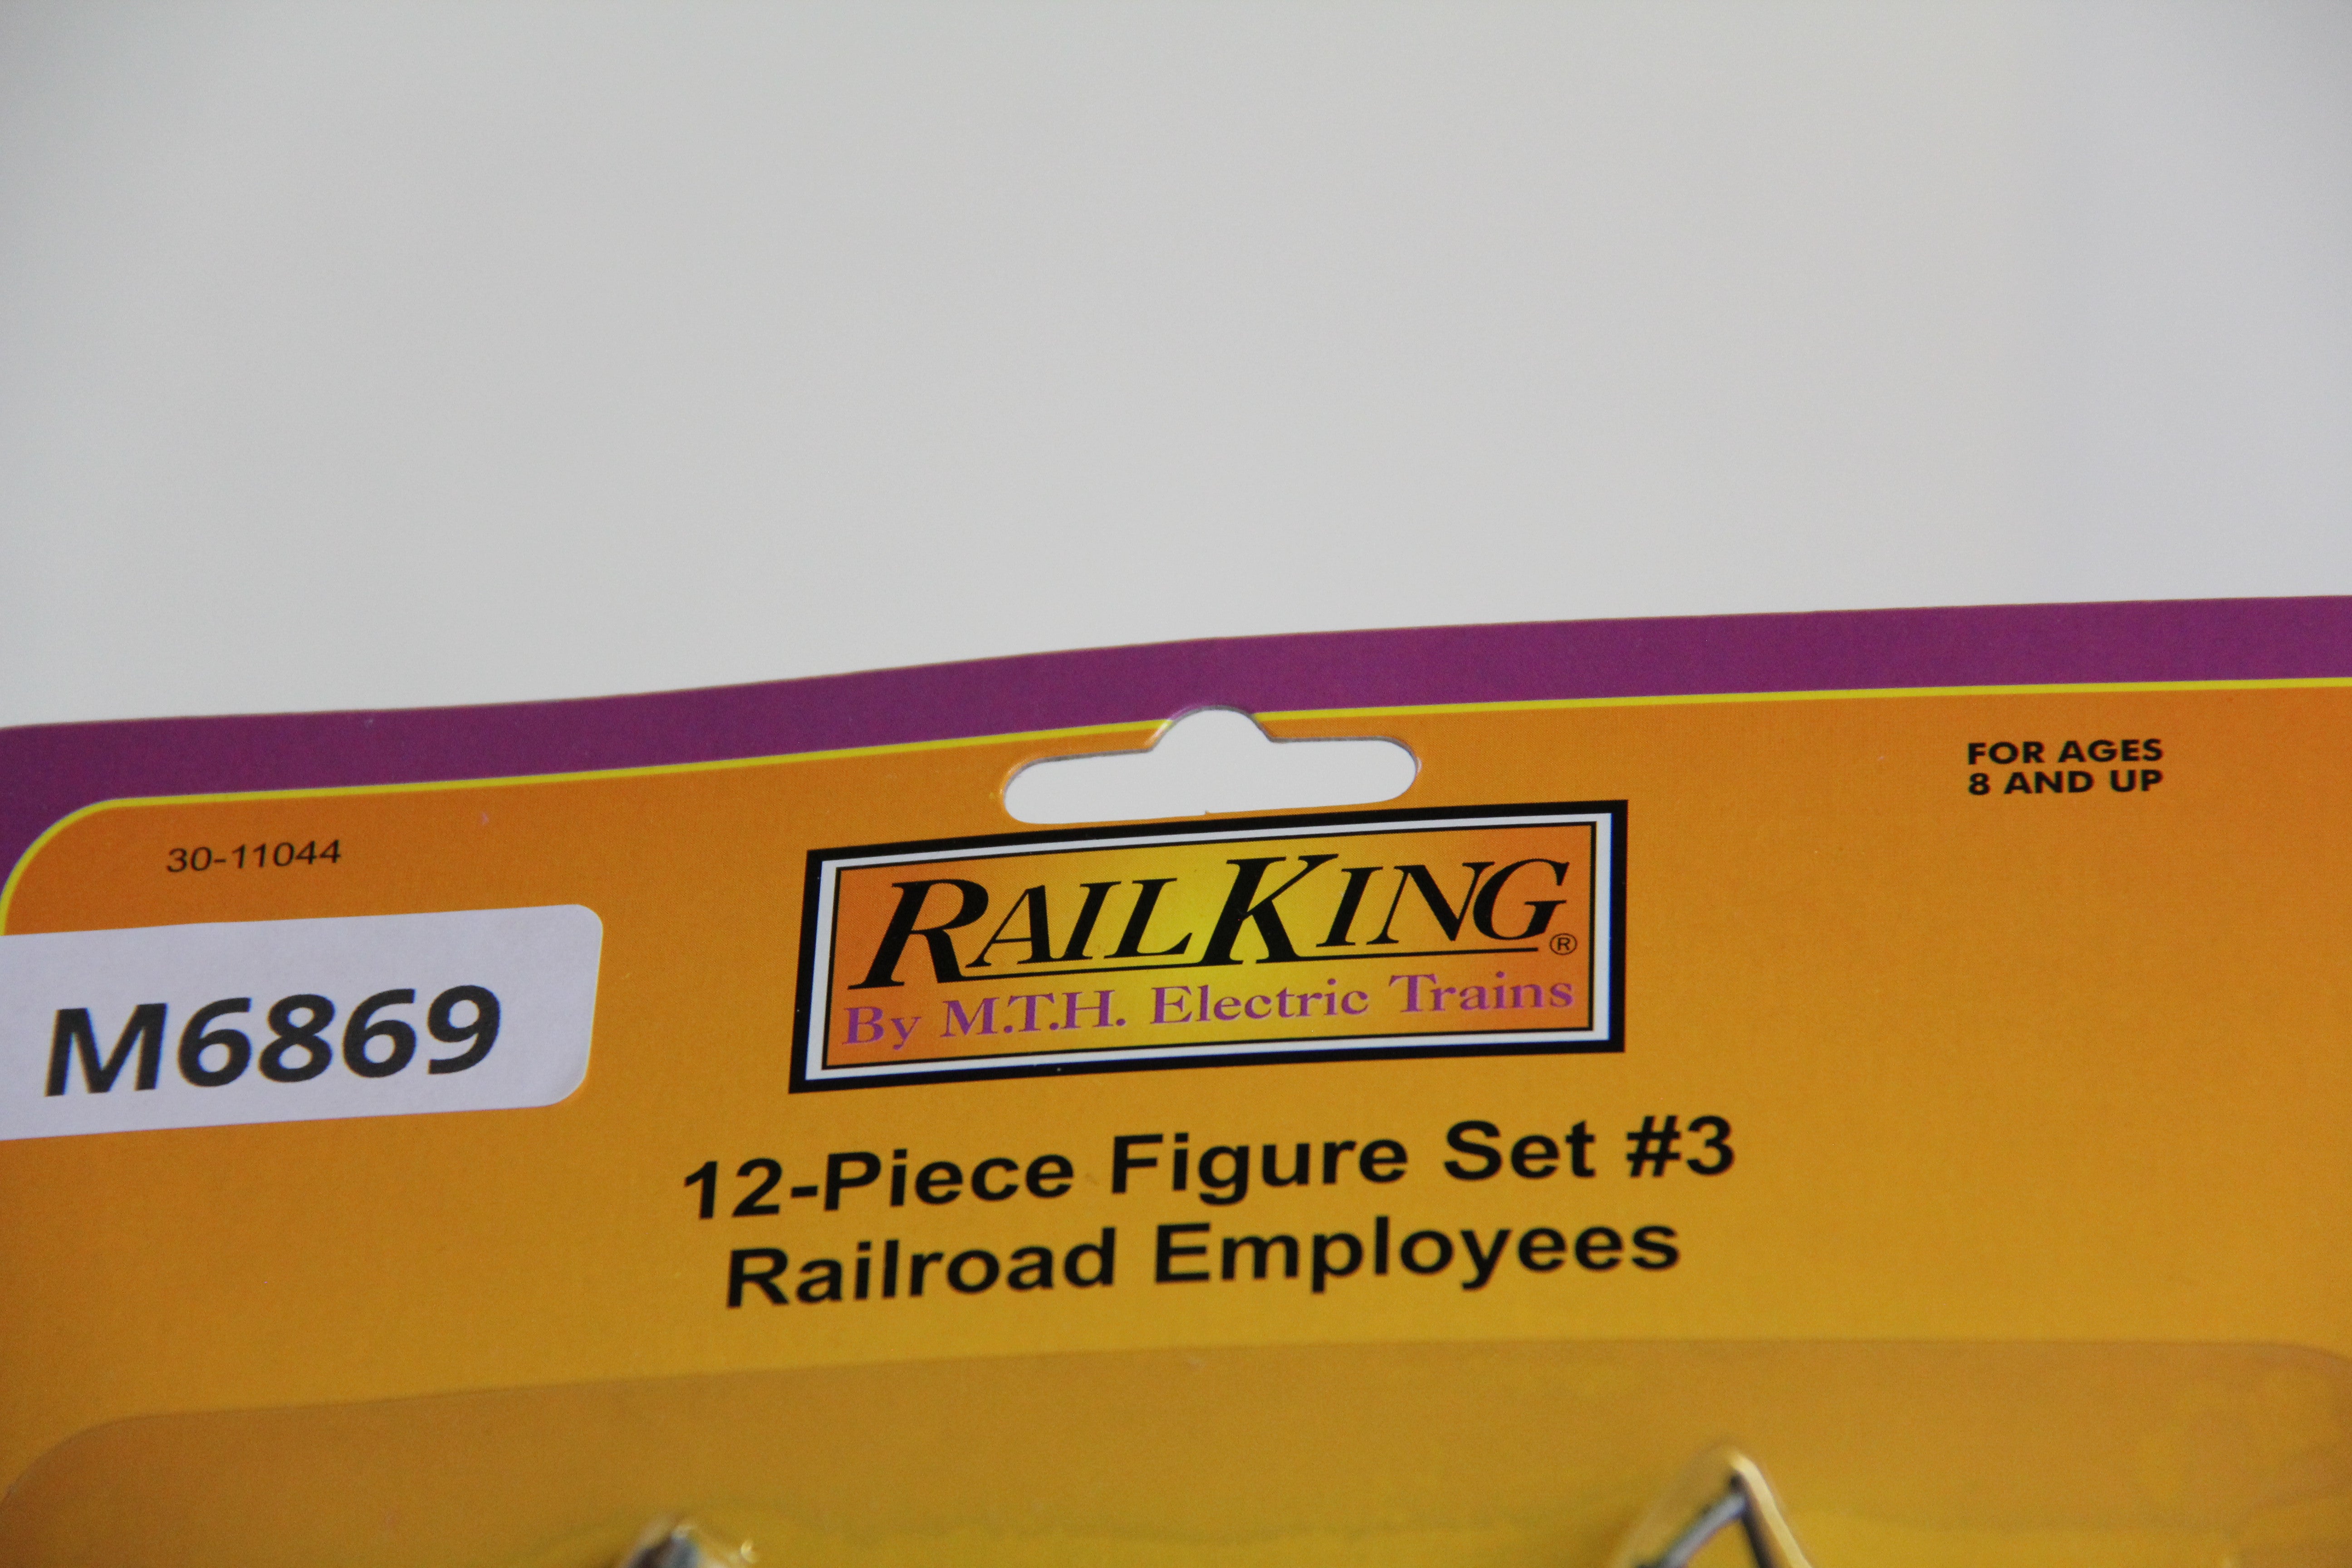 FOR AGES
8 AND UP
30-11044
RAILKING®
By M.T.H. Electric Trains
M6869
12-Piece Figure Set #3
Railroad Employees